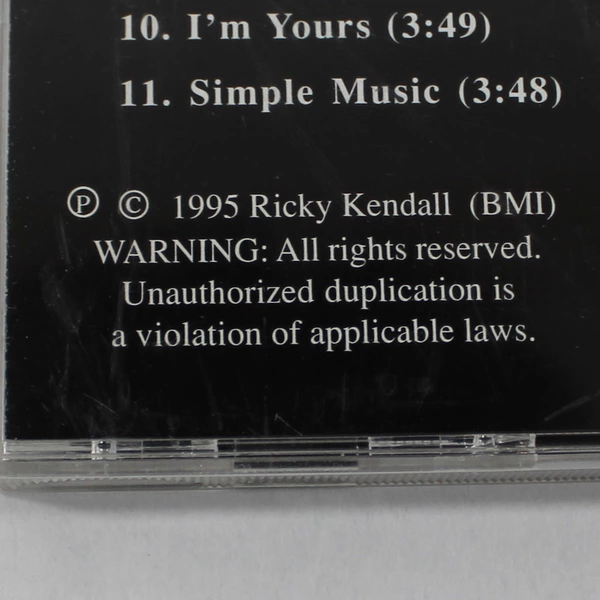 10. I'm Yours (3:49)
11. Simple Music (3:48)
℗ © 1995 Ricky Kendall (BMI)
WARNING: All rights reserved.
Unauthorized duplication is
a violation of applicable laws.